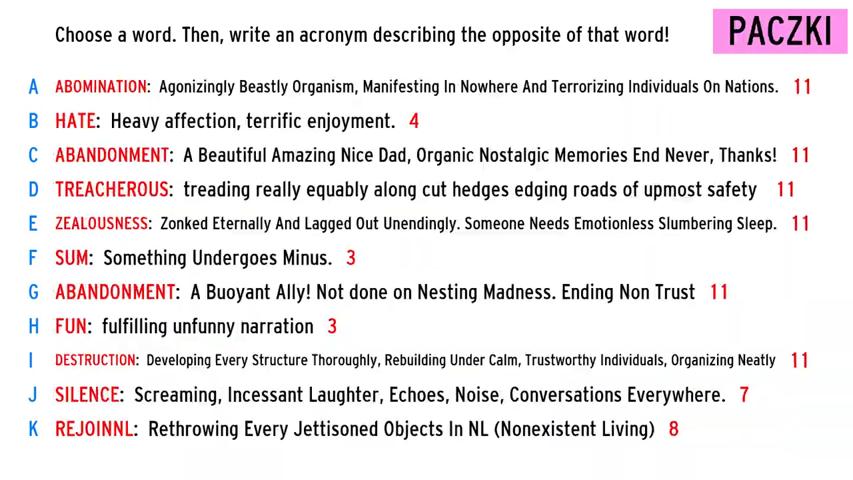 Choose a word. Then, write an acronym describing the opposite of that word!
PACZKI
A ABOMINATION: Agonizingly Beastly Organism, Manifesting In Nowhere And Terrorizing Individuals On Nations. 11
B HATE: Heavy affection, terrific enjoyment. 4
C ABANDONMENT: A Beautiful Amazing Nice Dad, Organic Nostalgic Memories End Never, Thanks! 11
D TREACHEROUS: treading really equably along cut hedges edging roads of upmost safety 11
E ZEALOUSNESS: Zonked Eternally And Lagged Out Unendingly. Someone Needs Emotionless Slumbering Sleep. 11
F SUM: Something Undergoes Minus. 3
G ABANDONMENT: A Buoyant Ally! Not done on Nesting Madness. Ending Non Trust 11
H FUN: fulfilling unfunny narration 3
I DESTRUCTION: Developing Every Structure Thoroughly, Rebuilding Under Calm, Trustworthy Individuals, Organizing Neatly 11
J SILENCE: Screaming, Incessant Laughter, Echoes, Noise, Conversations Everywhere. 7
K REJOINNL: Rethrowing Every Jettisoned Objects In NL (Nonexistent Living) 8